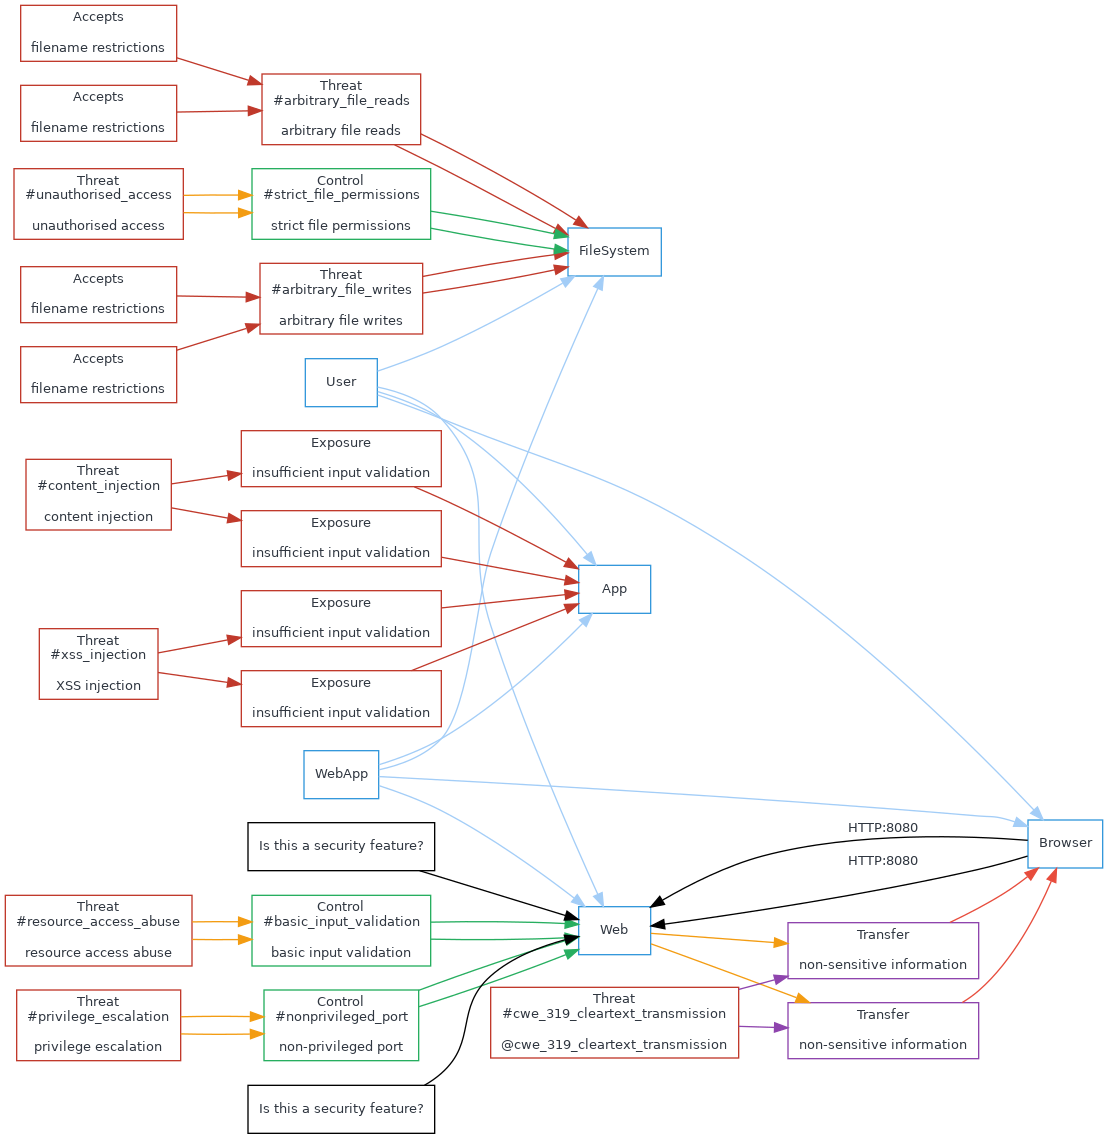 Accepts
filename restrictions
Threat
#arbitrary_file_reads
arbitrary file reads
Accepts
filename restrictions
Threat
#unauthorised_access
unauthorised access
Control
#strict_file_permissions
strict file permissions
FileSystem
Accepts
filename restrictions
Threat
#arbitrary_file_writes
arbitrary file writes
Accepts
filename restrictions
User
Exposure
insufficient input validation
Threat
#content_injection
content injection
Exposure
insufficient input validation
App
Exposure
insufficient input validation
Threat
#xss_injection
XSS injection
Exposure
insufficient input validation
WebApp
Is this a security feature?
HTTP:8080
Browser
HTTP:8080
Threat
#resource_access_abuse
resource access abuse
Control
#basic_input_validation
basic input validation
Web
Transfer
non-sensitive information
Threat
#privilege_escalation
privilege escalation
Control
#nonprivileged_port
non-privileged port
Threat
#cwe_319_cleartext_transmission
@cwe_319_cleartext_transmission
Transfer
non-sensitive information
Is this a security feature?